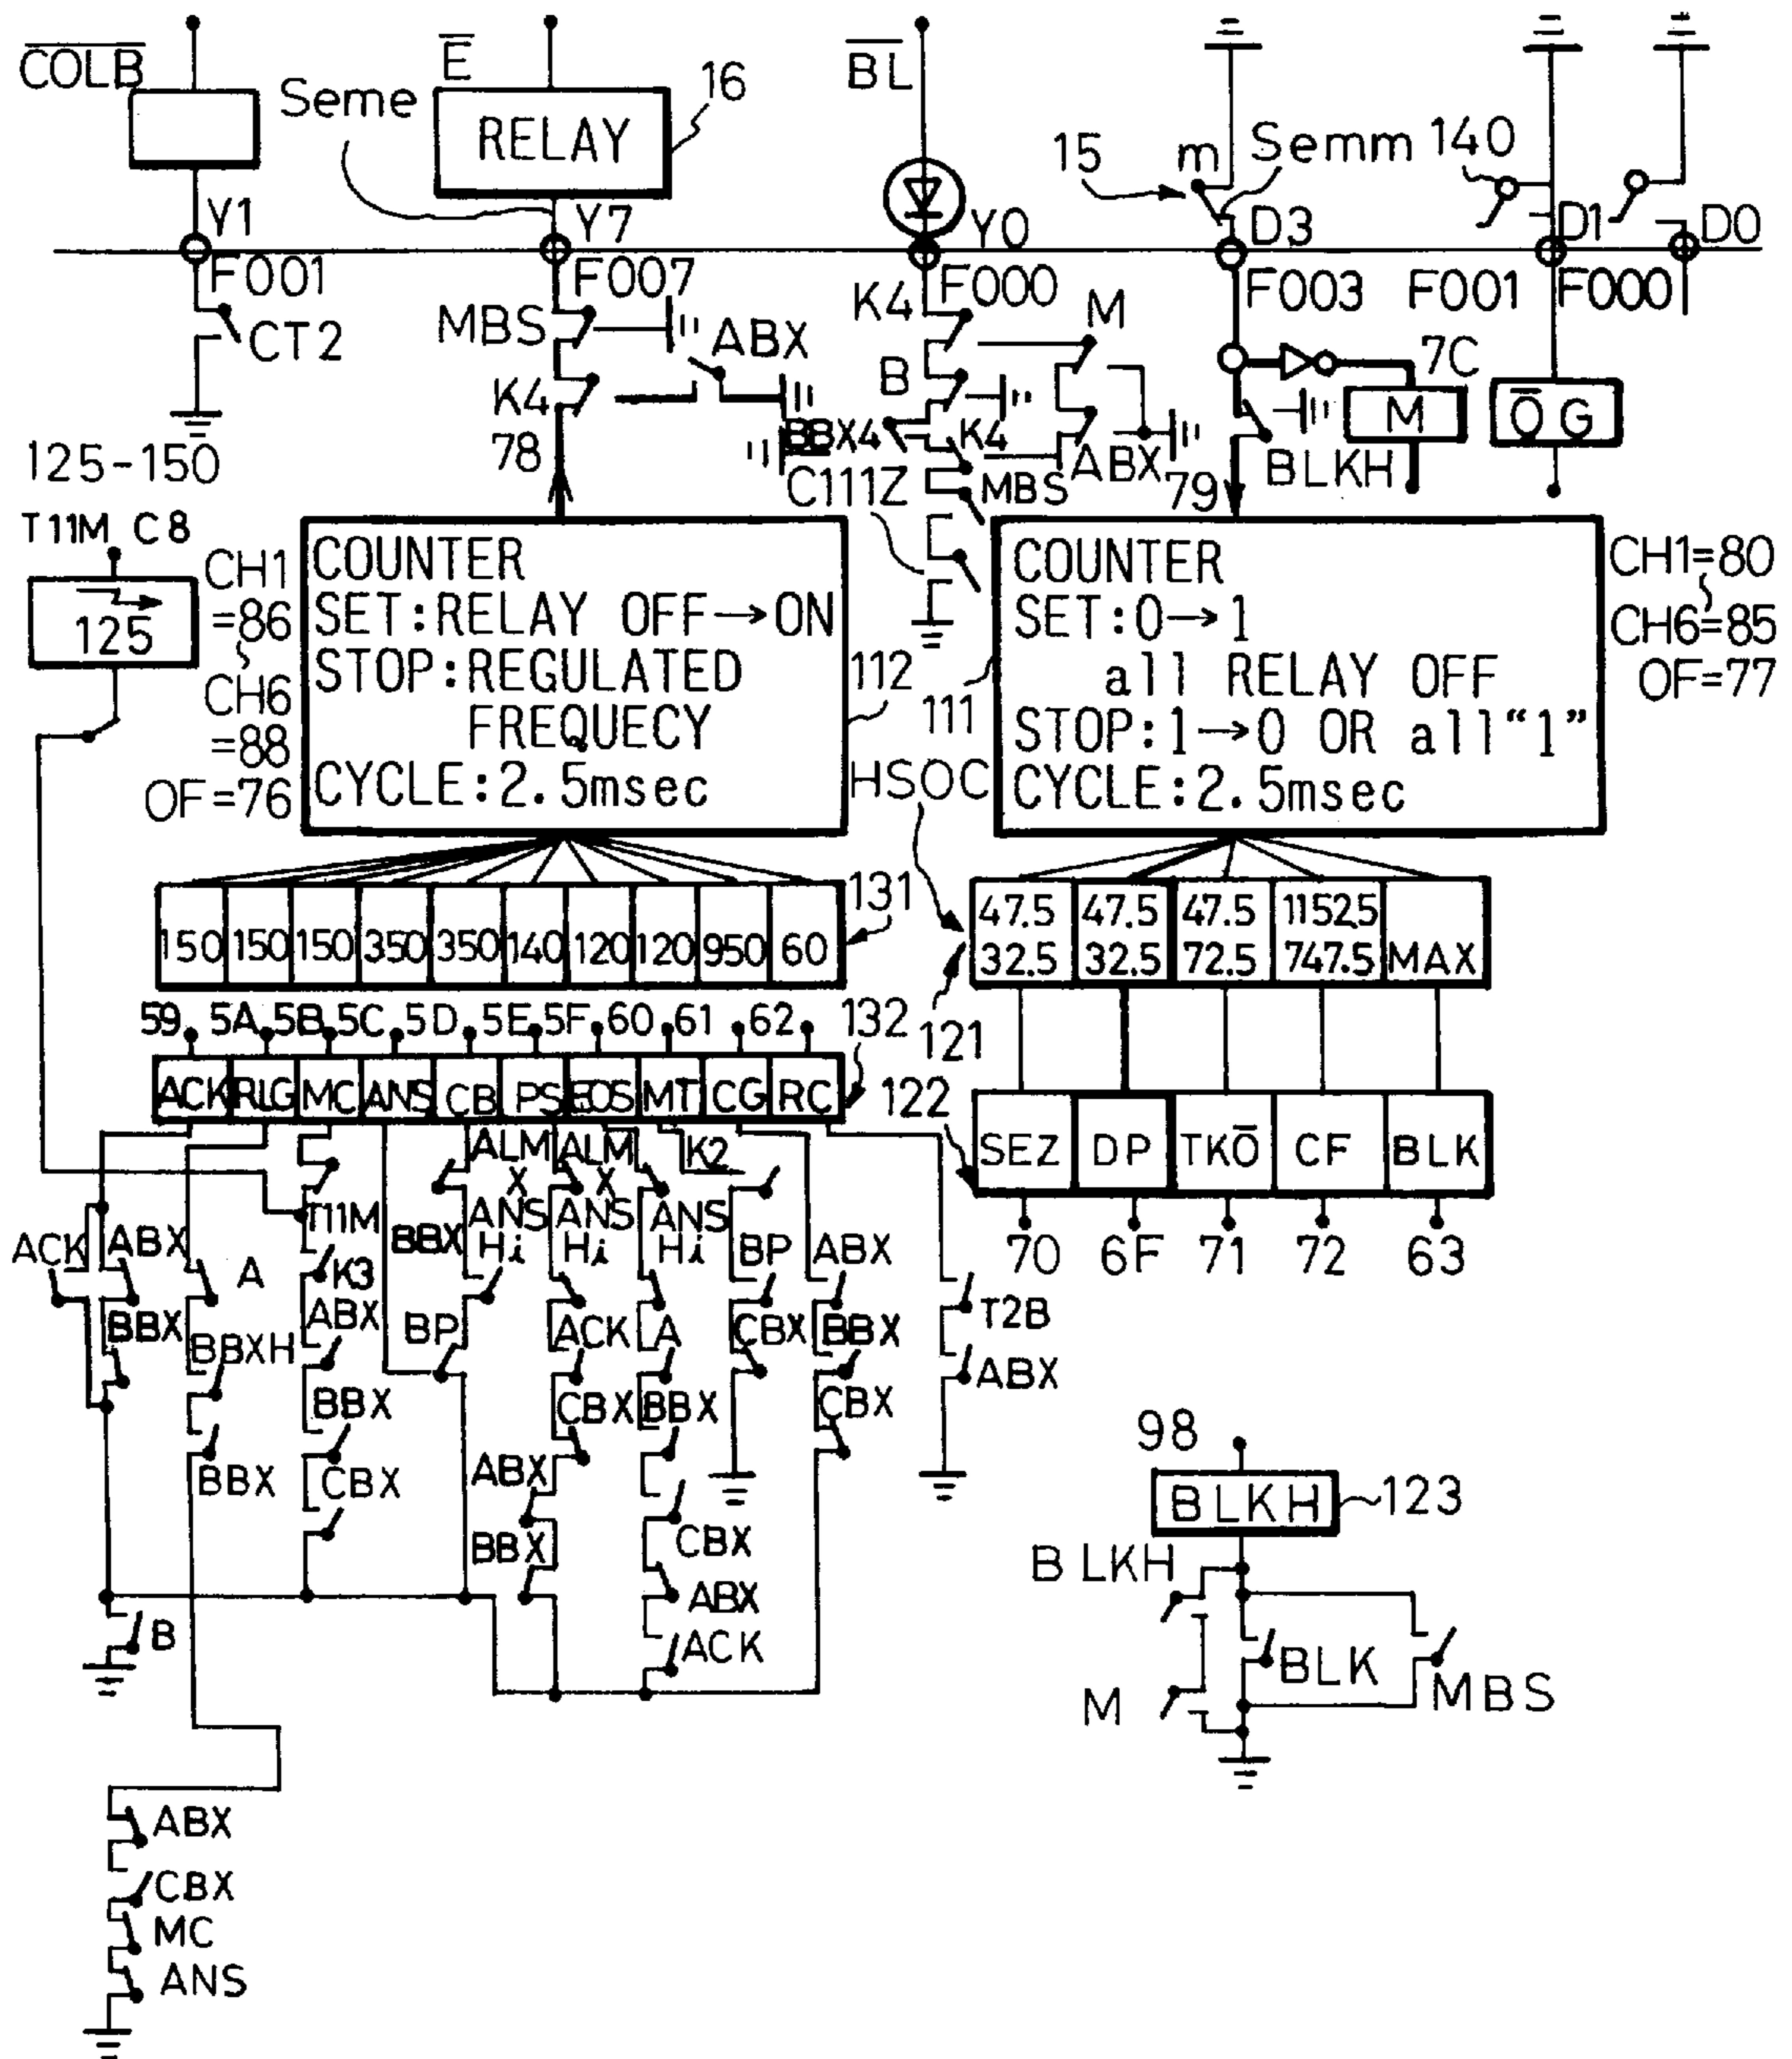 COLB
E
BL
Seme
RELAY
16
15
m
Semm
140
Y1
Y7
Y0
D3
D1
D0
F001
F007
F000
F003
F001
F000
CT2
MBS
ABX
K4
K4
B
M
7C
M
O̅ G
78
BBX4
K4
MBS
ABX
C111Z
79
BLKH
125-150
T11M C8
125
CH1
=86
CH6
=88
OF=76
COUNTER
SET:RELAY OFF→ON
STOP:REGULATED
FREQUECY
CYCLE:2.5msec
112
111
COUNTER
SET:0→1
all RELAY OFF
STOP:1→0 OR all“1”
CYCLE:2.5msec
CH1=80
CH6=85
OF=77
HSOC
150 150 150 350 350 140 120 120 950 60
131
47.5 47.5 47.5 1152.5
32.5 32.5 72.5 747.5 MAX
121
59 5A 5B 5C 5D 5E 5F 60 61 62
132
ACK RLG MC ANS CB PS EOS MT CG RC
122
SEZ DP TKO̅ CF BLK
70 6F 71 72 63
ALM
X
ALM
X
K2
T11M
ACK
ABX
A
K3
BBX
ANS
Hi
ANS
Hi
ANS
Hi
BP
ABX
BBX
BBXH
ABX
BP
ACK
A
CBX
BBX
T2B
ABX
BBX
BBX
CBX
CBX
BBX
CBX
ABX
BBX
CBX
ABX
ACK
B
98
BLKH
123
BLKH
BLK
MBS
M
ABX
CBX
MC
ANS